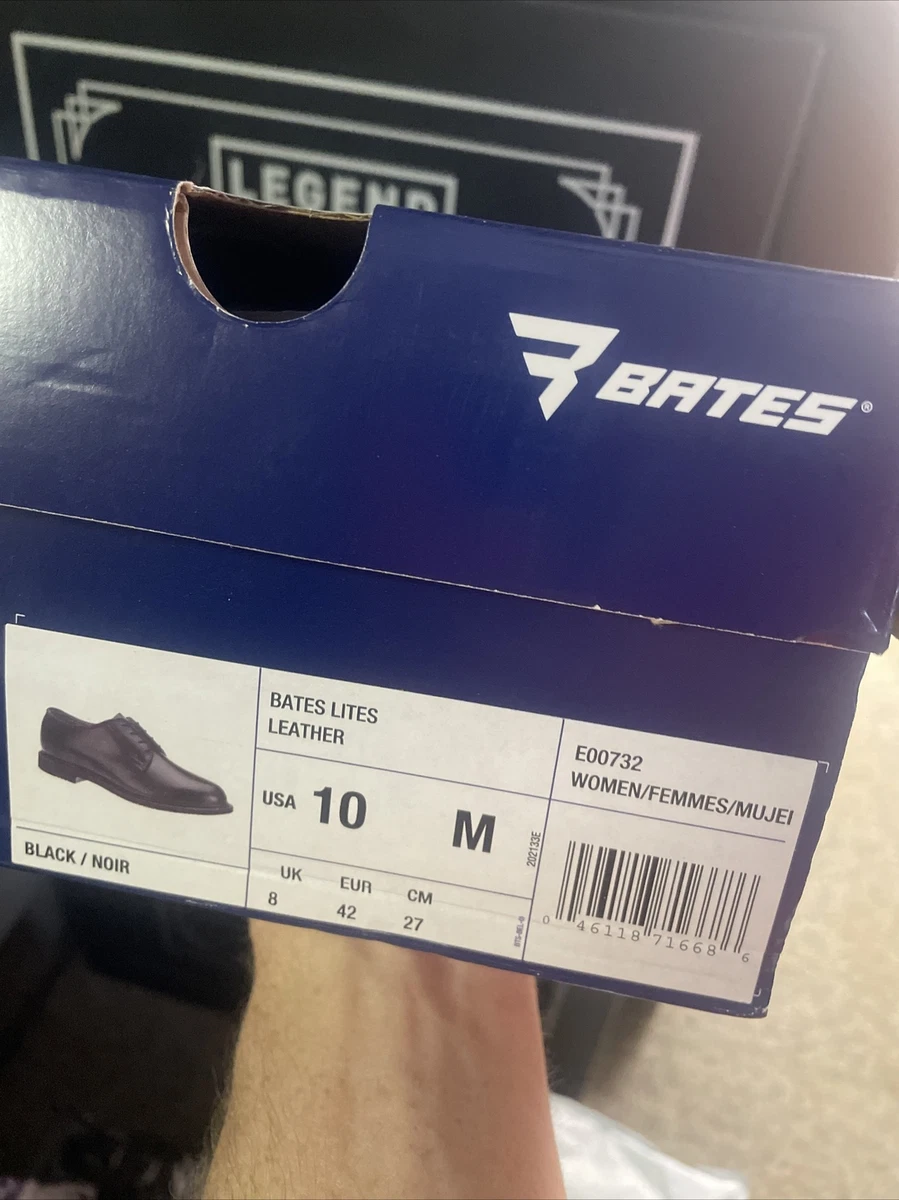 LEGEND
BATES®
BATES LITES
LEATHER
E00732
WOMEN/FEMMES/MUJE
USA 10 M
202133E
BLACK / NOIR
UK EUR CM
8 42 27
0 46118 71668 6